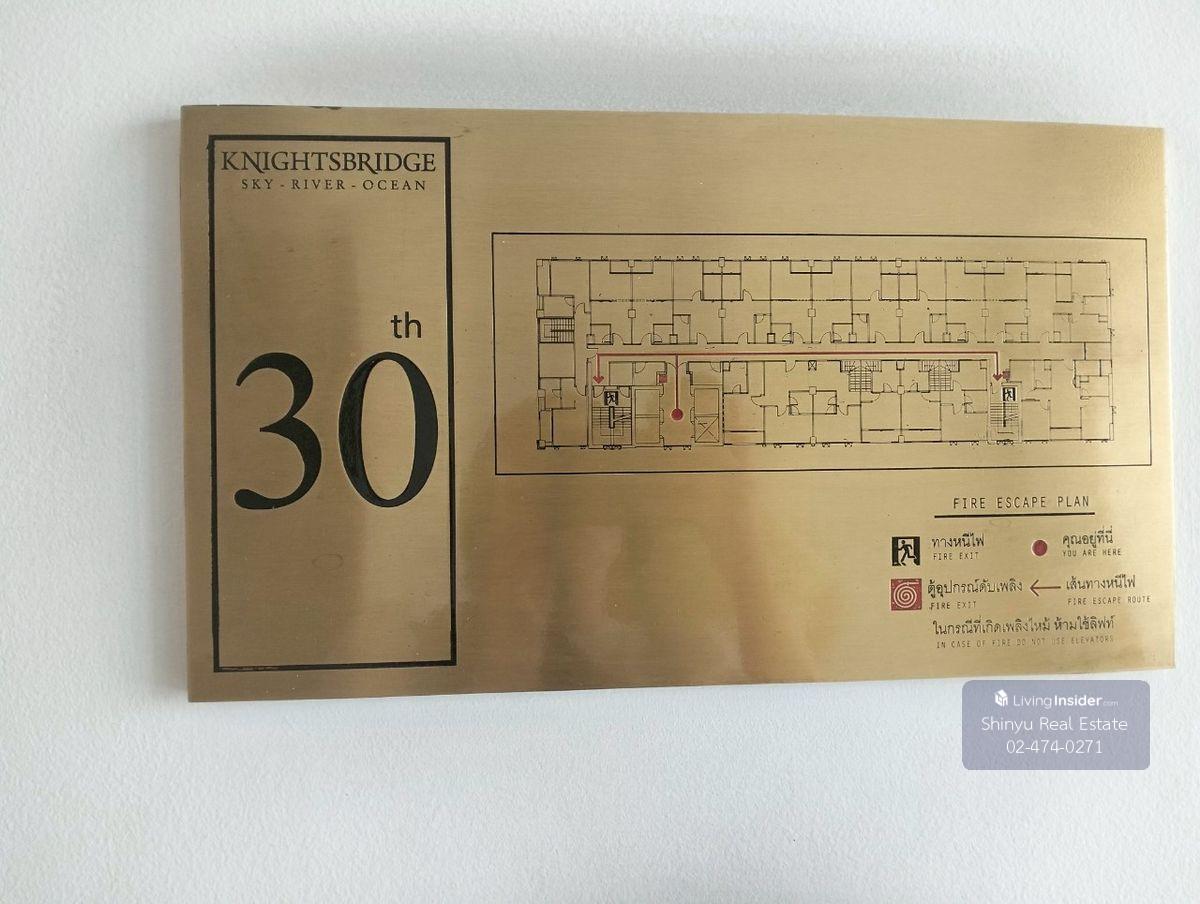 KNIGHTSBRIDGE
SKY - RIVER - OCEAN
30th
FIRE ESCAPE PLAN
ทางหนีไฟ
FIRE EXIT
คุณอยู่ที่นี่
YOU ARE HERE
ตู้อุปกรณ์ดับเพลิง
FIRE EXIT
เส้นทางหนีไฟ
FIRE ESCAPE ROUTE
ในกรณีที่เกิดเพลิงไหม้ ห้ามใช้ลิฟท์
IN CASE OF FIRE DO NOT USE ELEVATORS
LivingInsider.com
Shinyu Real Estate
02-474-0271